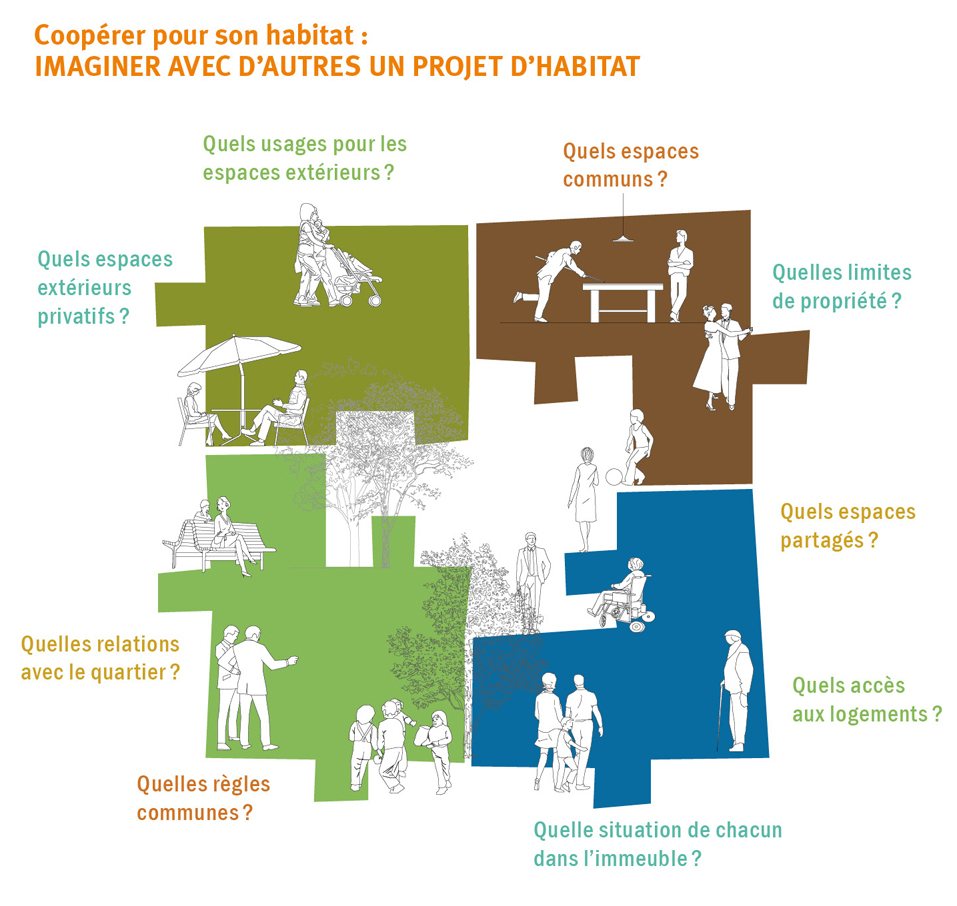 Coopérer pour son habitat :
IMAGINER AVEC D’AUTRES UN PROJET D’HABITAT
Quels usages pour les
espaces extérieurs ?
Quels espaces
communs ?
Quels espaces
extérieurs
privatifs ?
Quelles limites
de propriété ?
Quels espaces
partagés ?
Quelles relations
avec le quartier ?
Quels accès
aux logements ?
Quelles règles
communes ?
Quelle situation de chacun
dans l’immeuble ?